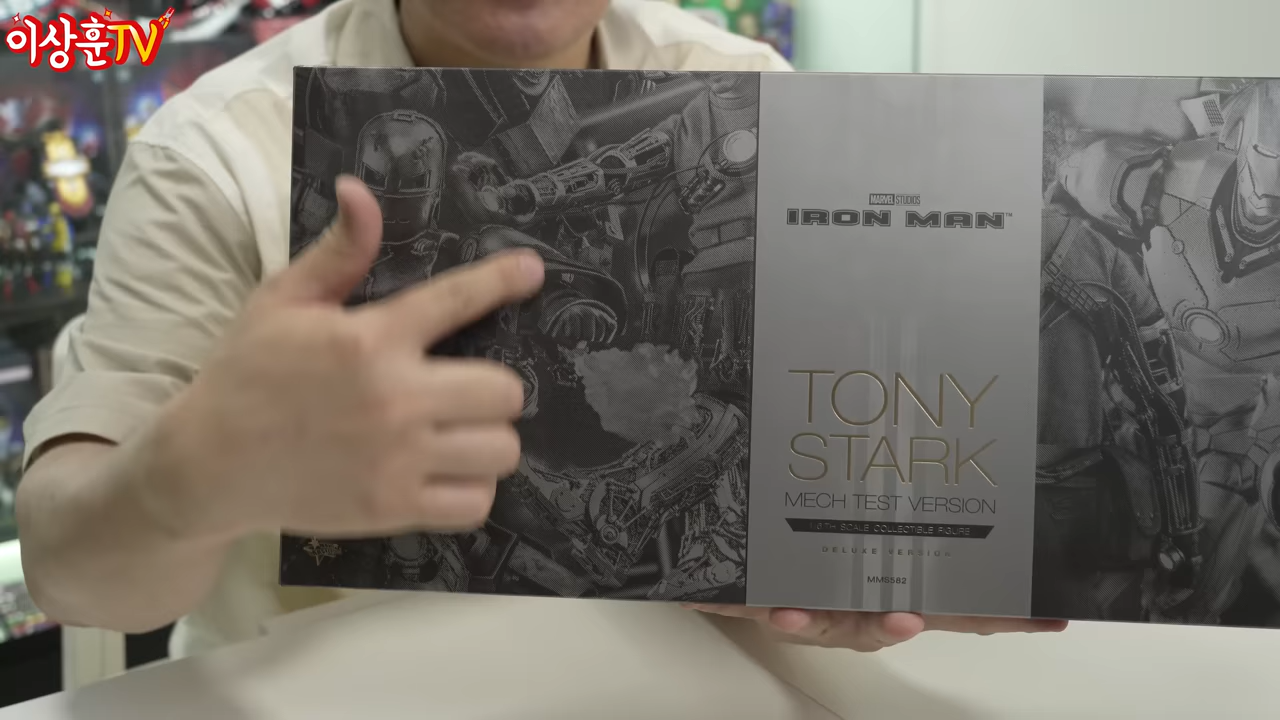 이상훈TV
MARVEL STUDIOS
IRON MAN™
TONY
STARK
MECH TEST VERSION
1/6TH SCALE COLLECTIBLE FIGURE
DELUXE VERSION
MMS582